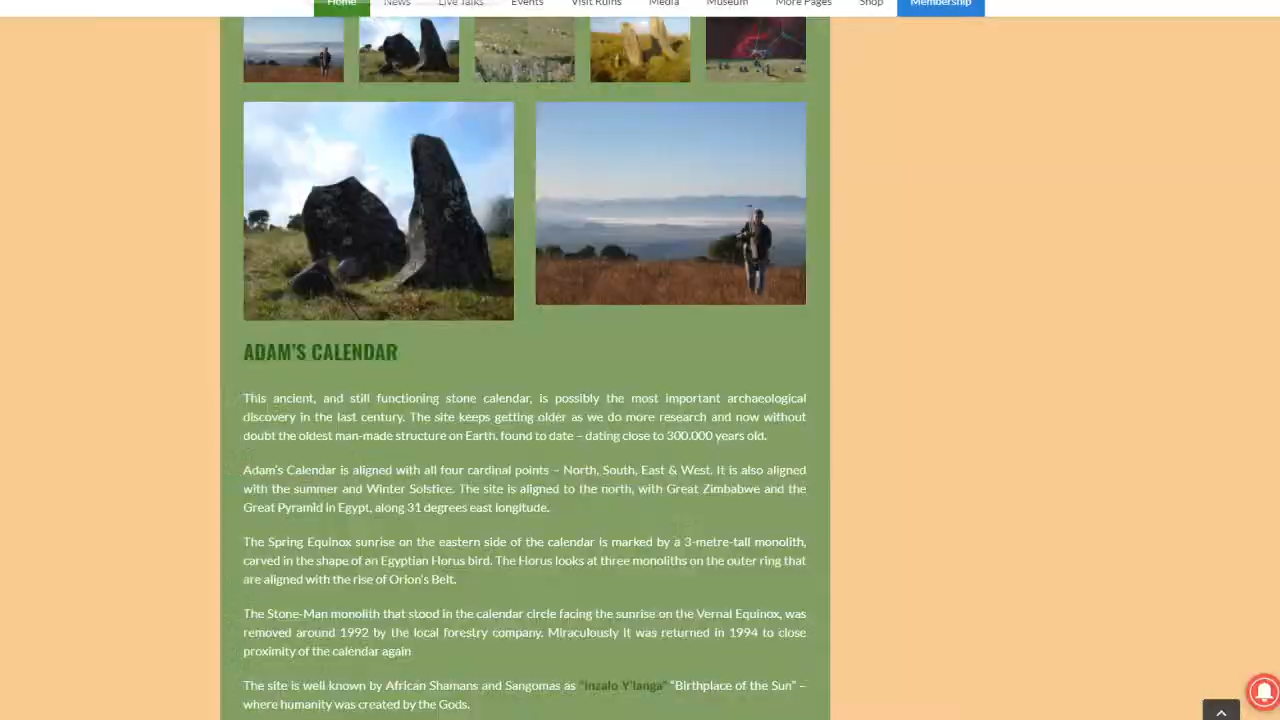 Home News Live Talks Events Visit Ruins Media Museum More Pages Shop Membership
ADAM'S CALENDAR
This ancient, and still functioning stone calendar, is possibly the most important archaeological
discovery in the last century. The site keeps getting older as we do more research and now without
doubt the oldest man-made structure on Earth. found to date – dating close to 300.000 years old.
Adam's Calendar is aligned with all four cardinal points – North, South, East & West. It is also aligned
with the summer and Winter Solstice. The site is aligned to the north, with Great Zimbabwe and the
Great Pyramid in Egypt, along 31 degrees east longitude.
The Spring Equinox sunrise on the eastern side of the calendar is marked by a 3-metre-tall monolith,
carved in the shape of an Egyptian Horus bird. The Horus looks at three monoliths on the outer ring that
are aligned with the rise of Orion's Belt.
The Stone-Man monolith that stood in the calendar circle facing the sunrise on the Vernal Equinox, was
removed around 1992 by the local forestry company. Miraculously it was returned in 1994 to close
proximity of the calendar again
The site is well known by African Shamans and Sangomas as "Inzalo Y'langa" "Birthplace of the Sun" –
where humanity was created by the Gods.